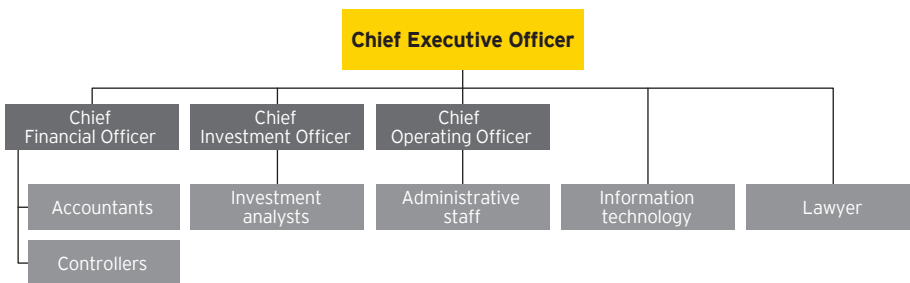 Chief Executive Officer
Chief
Financial Officer
Chief
Investment Officer
Chief
Operating Officer
Accountants
Investment
analysts
Administrative
staff
Information
technology
Lawyer
Controllers